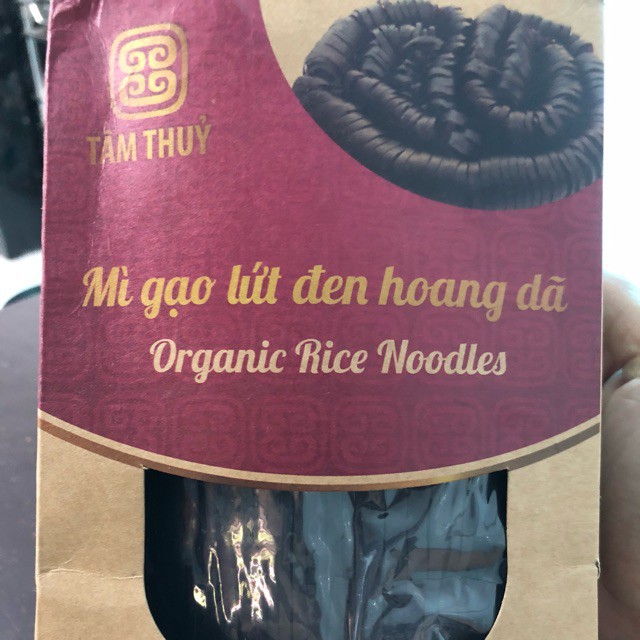 TÂM THUỶ
Mì gạo lứt đen hoang dã
Organic Rice Noodles